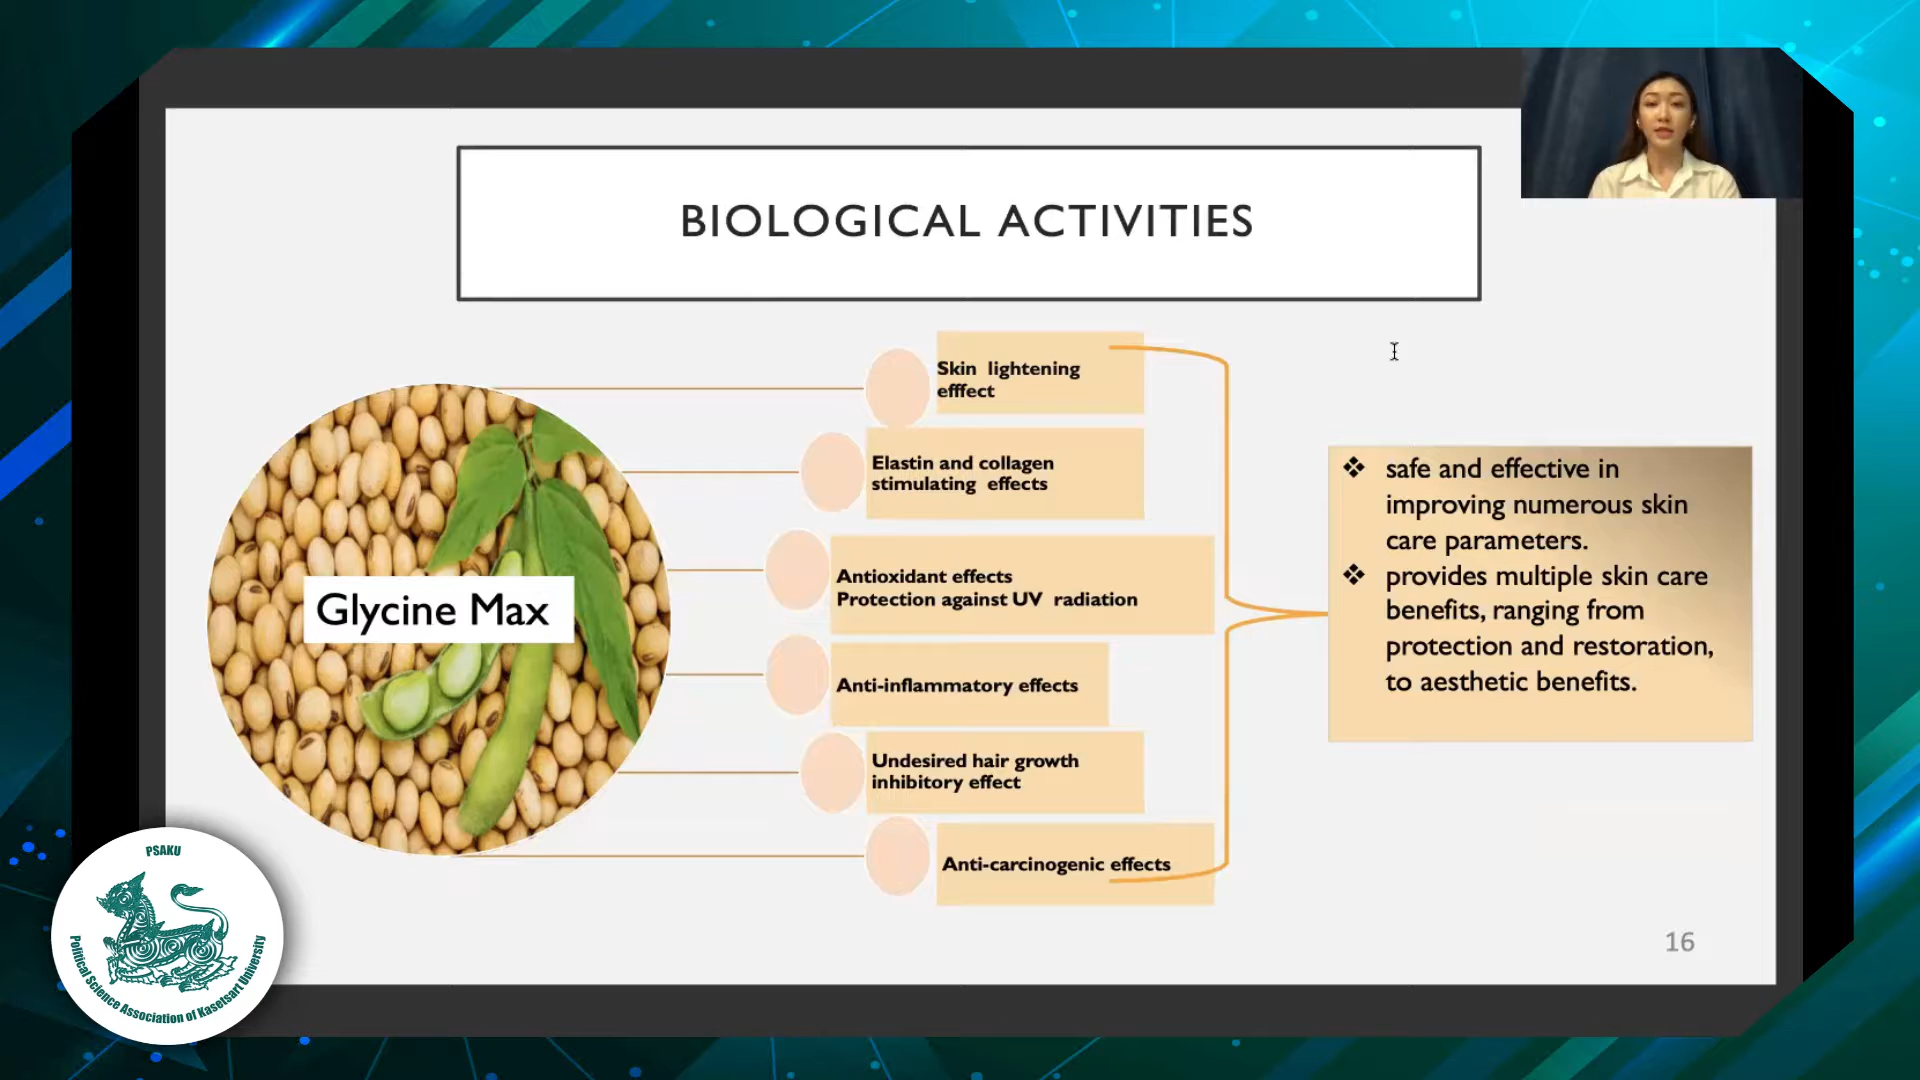 BIOLOGICAL ACTIVITIES
Skin lightening
efffect
Elastin and collagen
stimulating effects
Antioxidant effects
Protection against UV radiation
Glycine Max
Anti-inflammatory effects
Undesired hair growth
inhibitory effect
Anti-carcinogenic effects
❖ safe and effective in
improving numerous skin
care parameters.
❖ provides multiple skin care
benefits, ranging from
protection and restoration,
to aesthetic benefits.
16
PSAKU
Political Science Association of Kasetsart University